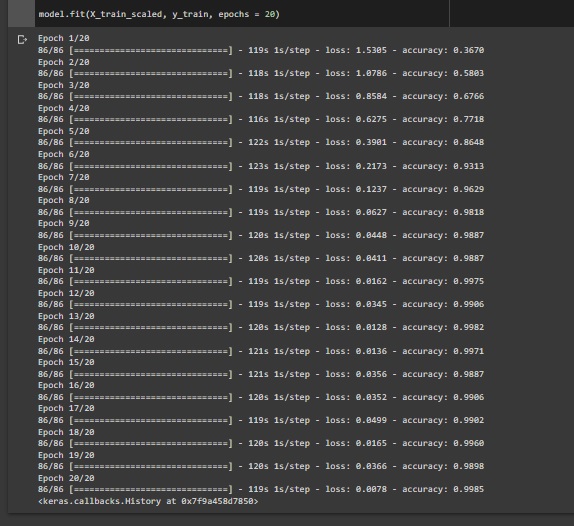 model.fit(X_train_scaled, y_train, epochs = 20)
Epoch 1/20
86/86 [==============================] - 119s 1s/step - loss: 1.5305 - accuracy: 0.3670
Epoch 2/20
86/86 [==============================] - 118s 1s/step - loss: 1.0786 - accuracy: 0.5803
Epoch 3/20
86/86 [==============================] - 118s 1s/step - loss: 0.8584 - accuracy: 0.6766
Epoch 4/20
86/86 [==============================] - 116s 1s/step - loss: 0.6275 - accuracy: 0.7718
Epoch 5/20
86/86 [==============================] - 122s 1s/step - loss: 0.3901 - accuracy: 0.8648
Epoch 6/20
86/86 [==============================] - 123s 1s/step - loss: 0.2173 - accuracy: 0.9313
Epoch 7/20
86/86 [==============================] - 119s 1s/step - loss: 0.1237 - accuracy: 0.9629
Epoch 8/20
86/86 [==============================] - 119s 1s/step - loss: 0.0627 - accuracy: 0.9818
Epoch 9/20
86/86 [==============================] - 120s 1s/step - loss: 0.0448 - accuracy: 0.9887
Epoch 10/20
86/86 [==============================] - 120s 1s/step - loss: 0.0411 - accuracy: 0.9887
Epoch 11/20
86/86 [==============================] - 119s 1s/step - loss: 0.0162 - accuracy: 0.9975
Epoch 12/20
86/86 [==============================] - 119s 1s/step - loss: 0.0345 - accuracy: 0.9906
Epoch 13/20
86/86 [==============================] - 120s 1s/step - loss: 0.0128 - accuracy: 0.9982
Epoch 14/20
86/86 [==============================] - 121s 1s/step - loss: 0.0136 - accuracy: 0.9971
Epoch 15/20
86/86 [==============================] - 121s 1s/step - loss: 0.0356 - accuracy: 0.9887
Epoch 16/20
86/86 [==============================] - 120s 1s/step - loss: 0.0352 - accuracy: 0.9906
Epoch 17/20
86/86 [==============================] - 119s 1s/step - loss: 0.0499 - accuracy: 0.9902
Epoch 18/20
86/86 [==============================] - 120s 1s/step - loss: 0.0165 - accuracy: 0.9960
Epoch 19/20
86/86 [==============================] - 120s 1s/step - loss: 0.0366 - accuracy: 0.9898
Epoch 20/20
86/86 [==============================] - 119s 1s/step - loss: 0.0078 - accuracy: 0.9985
<keras.callbacks.History at 0x7f9a458d7850>